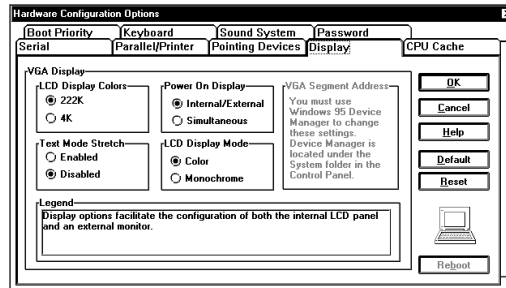 Hardware Configuration Options
Boot Priority Keyboard Sound System Password
Serial Parallel/Printer Pointing Devices Display CPU Cache
VGA Display
LCD Display Colors
222K
4K
Power On Display
Internal/External
Simultaneous
VGA Segment Address
You must use
Windows 95 Device
Manager to change
these settings.
Device Manager is
located under the
System folder in the
Control Panel.
Text Mode Stretch
Enabled
Disabled
LCD Display Mode
Color
Monochrome
Legend
Display options facilitate the configuration of both the internal LCD panel
and an external monitor.
OK
Cancel
Help
Default
Reset
Reboot